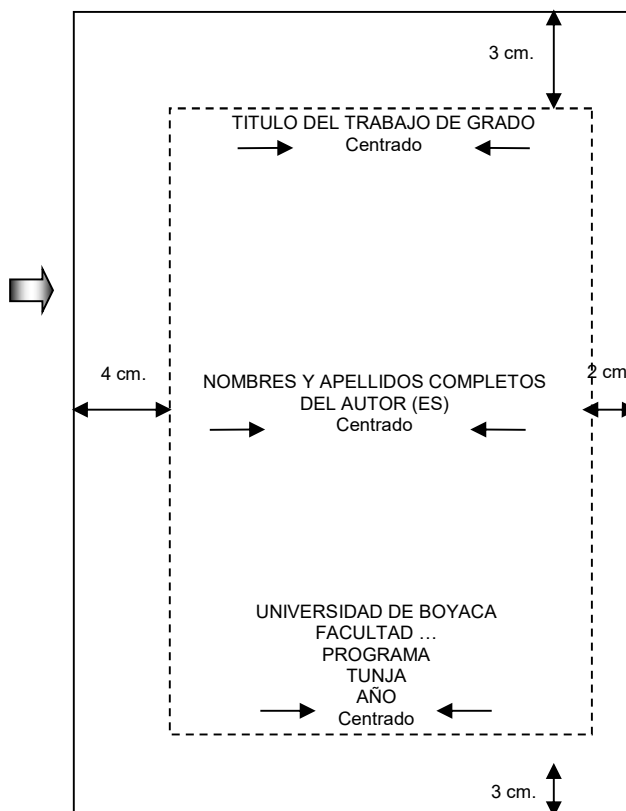 3 cm.
TITULO DEL TRABAJO DE GRADO
Centrado
4 cm.
NOMBRES Y APELLIDOS COMPLETOS
DEL AUTOR (ES)
Centrado
2 cm.
UNIVERSIDAD DE BOYACA
FACULTAD ...
PROGRAMA
TUNJA
AÑO
Centrado
3 cm.